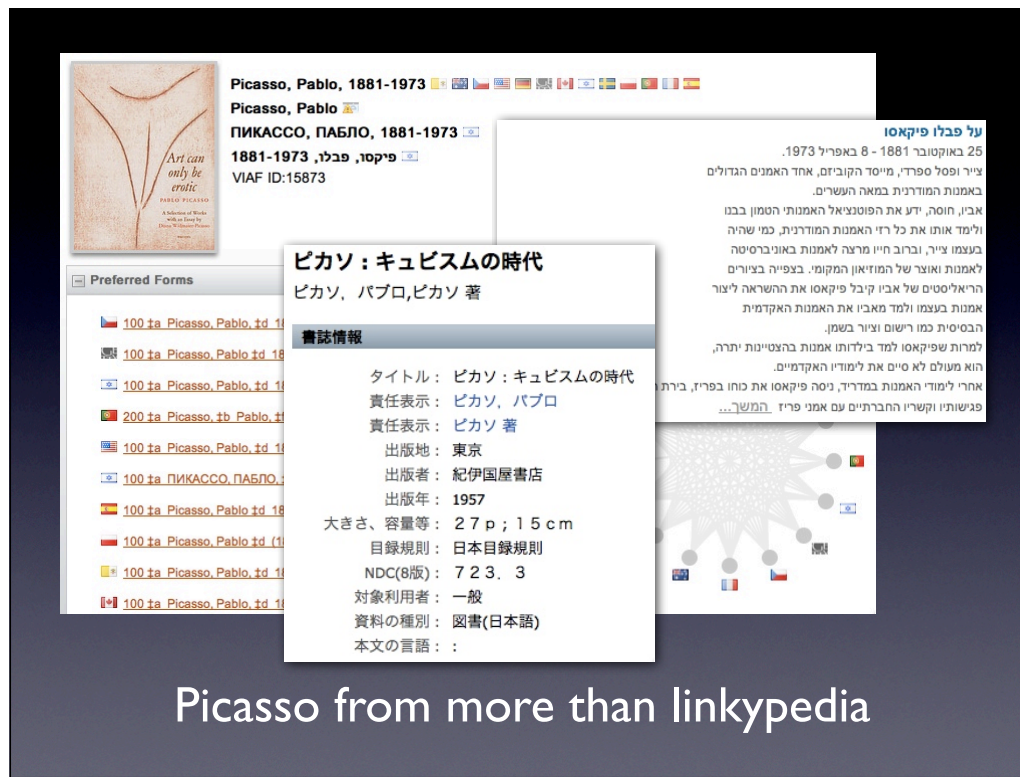 Art can
only be
erotic
PABLO PICASSO
A Selection of Works
with an Essay by
Picasso, Pablo, 1881-1973
Picasso, Pablo
ПИКАССО, ПАБЛО, 1881-1973
פיקסו, פבלו, 1881-1973
VIAF ID:15873
על פבלו פיקאסו
25 באוקטובר 1881 - 8 באפריל 1973.
צייר ופסל ספרדי, מייסד הקוביזם, אחד האמנים הגדולים
באמנות המודרנית במאה העשרים.
אביו, חוסה, ידע את הפוטנציאל האמנותי הטמון בבנו
ולימד אותו את כל רזי האמנות המודרנית, כמי שהיה
בעצמו צייר, וברוב חייו מרצה לאמנות באוניברסיטה
לאמנות ואוצר של המוזיאון המקומי. בצפייה בציורים
הריאליסטים של אביו קיבל פיקאסו את ההשראה ליצור
אמנות בעצמו ולמד מאביו את האמנות האקדמית
הבסיסית כמו רישום וציור בשמן.
למרות שפיקאסו למד בילדותו אמנות בהצטיינות יתרה,
הוא מעולם לא סיים את לימודיו האקדמיים.
אחרי לימודי האמנות במדריד, ניסה פיקאסו את כוחו בפריז, בירת
פגישותיו וקשריו החברתיים עם אמני פריז המשך...
Preferred Forms
100 ‡a Picasso, Pablo, ‡d
100 ‡a Picasso, Pablo ‡d 18
100 ‡a Picasso, Pablo, ‡d
200 ‡a Picasso, ‡b Pablo,
100 ‡a Picasso, Pablo, ‡d
100 ‡a ПИКАССО, ПАБЛО,
100 ‡a Picasso, Pablo ‡d 18
100 ‡a Picasso, Pablo ‡d
100 ‡a Picasso, Pablo, ‡d
100 ‡a Picasso, Pablo, ‡d
ピカソ : キュビスムの時代
ピカソ, パブロ,ピカソ 著
書誌情報
タイトル : ピカソ : キュビスムの時代
責任表示 : ピカソ, パブロ
責任表示 : ピカソ 著
出版地 : 東京
出版者 : 紀伊国屋書店
出版年 : 1957
大きさ、容量等 : 27p ; 15cm
目録規則 : 日本目録規則
NDC(8版) : 723.3
対象利用者 : 一般
資料の種別 : 図書(日本語)
本文の言語 : :
Picasso from more than linkypedia